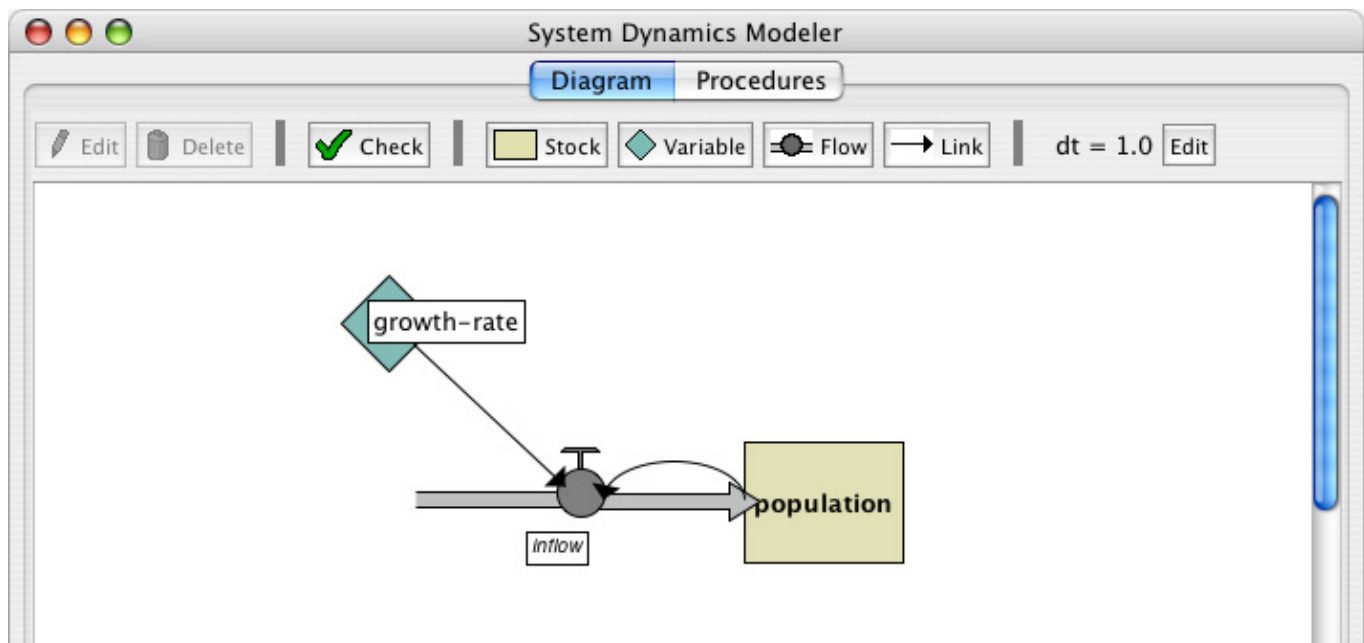 System Dynamics Modeler
Diagram Procedures
Edit Delete Check Stock Variable Flow Link dt = 1.0 Edit
growth-rate
population
inflow